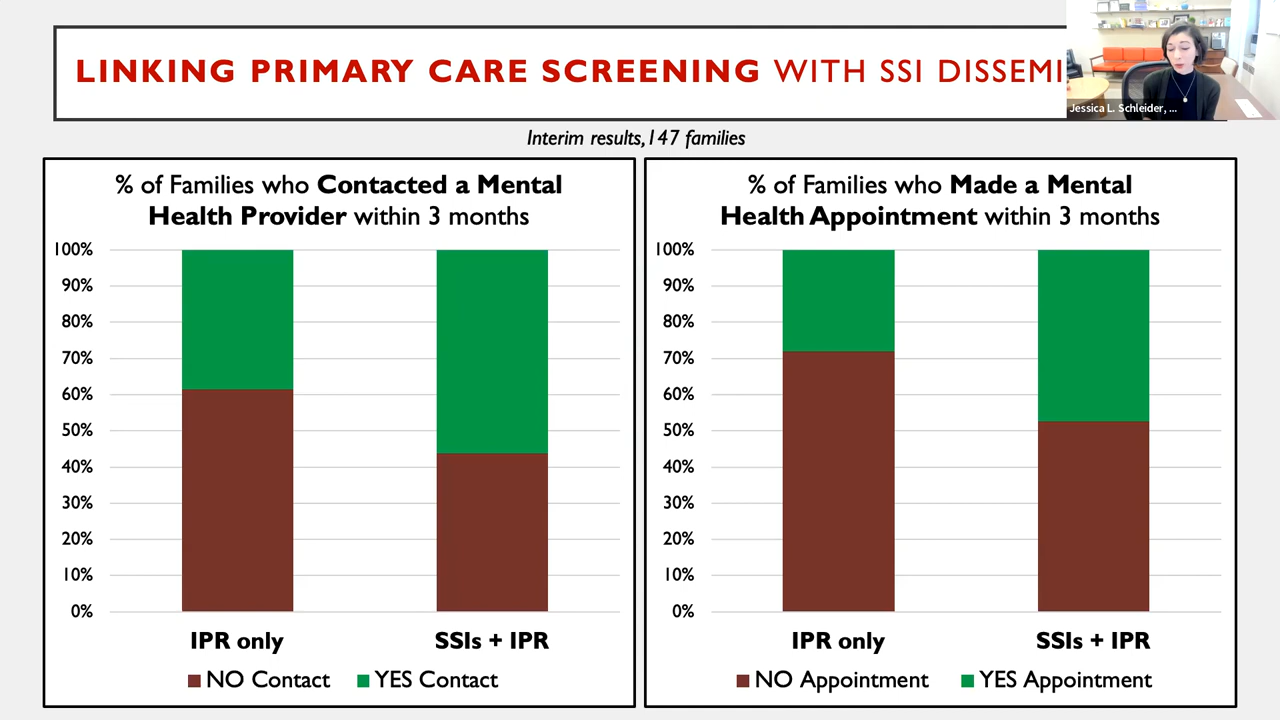 LINKING PRIMARY CARE SCREENING WITH SSI DISSEMI
Jessica L. Schleider, ...
Interim results, 147 families
% of Families who Contacted a Mental
Health Provider within 3 months
100%
90%
80%
70%
60%
50%
40%
30%
20%
10%
0%
IPR only
SSIs + IPR
NO Contact
YES Contact
% of Families who Made a Mental
Health Appointment within 3 months
100%
90%
80%
70%
60%
50%
40%
30%
20%
10%
0%
IPR only
SSIs + IPR
NO Appointment
YES Appointment